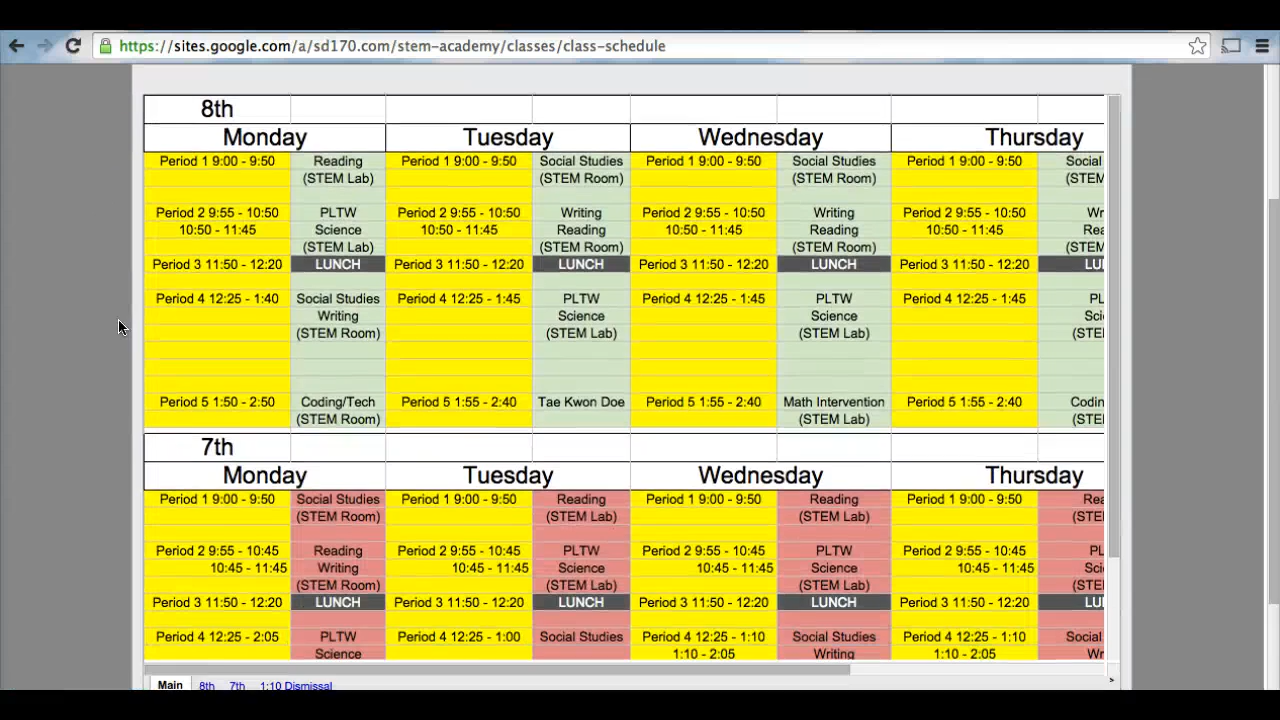 https://sites.google.com/a/sd170.com/stem-academy/classes/class-schedule
8th
Monday Tuesday Wednesday Thursday
Period 1 9:00 - 9:50 Reading Period 1 9:00 - 9:50 Social Studies Period 1 9:00 - 9:50 Social Studies Period 1 9:00 - 9:50 Social
(STEM Lab) (STEM Room) (STEM Room) (STEM
Period 2 9:55 - 10:50 PLTW Period 2 9:55 - 10:50 Writing Period 2 9:55 - 10:50 Writing Period 2 9:55 - 10:50 Wr
10:50 - 11:45 Science 10:50 - 11:45 Reading 10:50 - 11:45 Reading 10:50 - 11:45 Rea
(STEM Lab) (STEM Room) (STEM Room) (STEM
Period 3 11:50 - 12:20 LUNCH Period 3 11:50 - 12:20 LUNCH Period 3 11:50 - 12:20 LUNCH Period 3 11:50 - 12:20 LU
Period 4 12:25 - 1:40 Social Studies Period 4 12:25 - 1:45 PLTW Period 4 12:25 - 1:45 PLTW Period 4 12:25 - 1:45 PL
Writing Science Science Scie
(STEM Room) (STEM Lab) (STEM Lab) (STE
Period 5 1:50 - 2:50 Coding/Tech Period 5 1:55 - 2:40 Tae Kwon Doe Period 5 1:55 - 2:40 Math Intervention Period 5 1:55 - 2:40 Codin
(STEM Room) (STEM Lab) (STE
7th
Monday Tuesday Wednesday Thursday
Period 1 9:00 - 9:50 Social Studies Period 1 9:00 - 9:50 Reading Period 1 9:00 - 9:50 Reading Period 1 9:00 - 9:50 Rea
(STEM Room) (STEM Lab) (STEM Lab) (STE
Period 2 9:55 - 10:45 Reading Period 2 9:55 - 10:45 PLTW Period 2 9:55 - 10:45 PLTW Period 2 9:55 - 10:45 PL
10:45 - 11:45 Writing 10:45 - 11:45 Science 10:45 - 11:45 Science 10:45 - 11:45 Scie
(STEM Room) (STEM Lab) (STEM Lab) (STE
Period 3 11:50 - 12:20 LUNCH Period 3 11:50 - 12:20 LUNCH Period 3 11:50 - 12:20 LUNCH Period 3 11:50 - 12:20 LU
Period 4 12:25 - 2:05 PLTW Period 4 12:25 - 1:00 Social Studies Period 4 12:25 - 1:10 Social Studies Period 4 12:25 - 1:10 Social
Science 1:10 - 2:05 Writing 1:10 - 2:05 Wr
Main 8th 7th 1:10 Dismissal